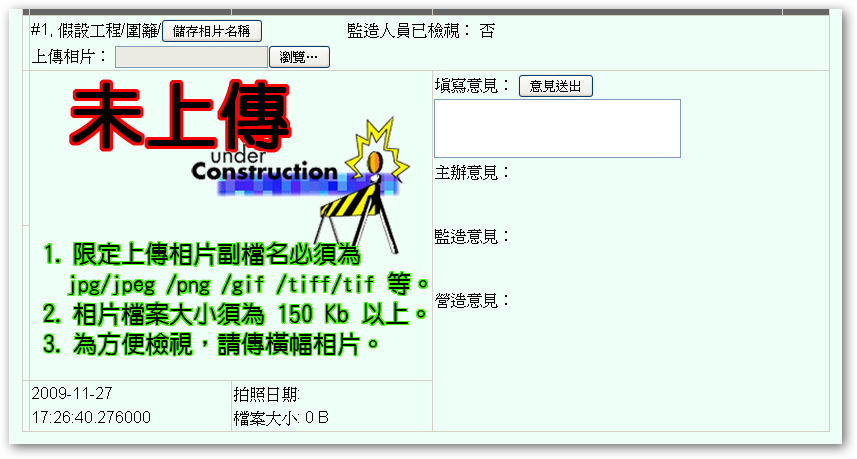 #1. 假設工程/圍籬/ 儲存相片名稱 監造人員已檢視： 否
上傳相片： 瀏覽…
未上傳
under
Construction
1. 限定上傳相片副檔名必須為
jpg/jpeg /png /gif /tiff/tif 等。
2. 相片檔案大小須為 150 Kb 以上。
3. 為方便檢視，請傳橫幅相片。
填寫意見： 意見送出
主辦意見：
監造意見：
營造意見：
2009-11-27
17:26:40.276000
拍照日期:
檔案大小: 0 B